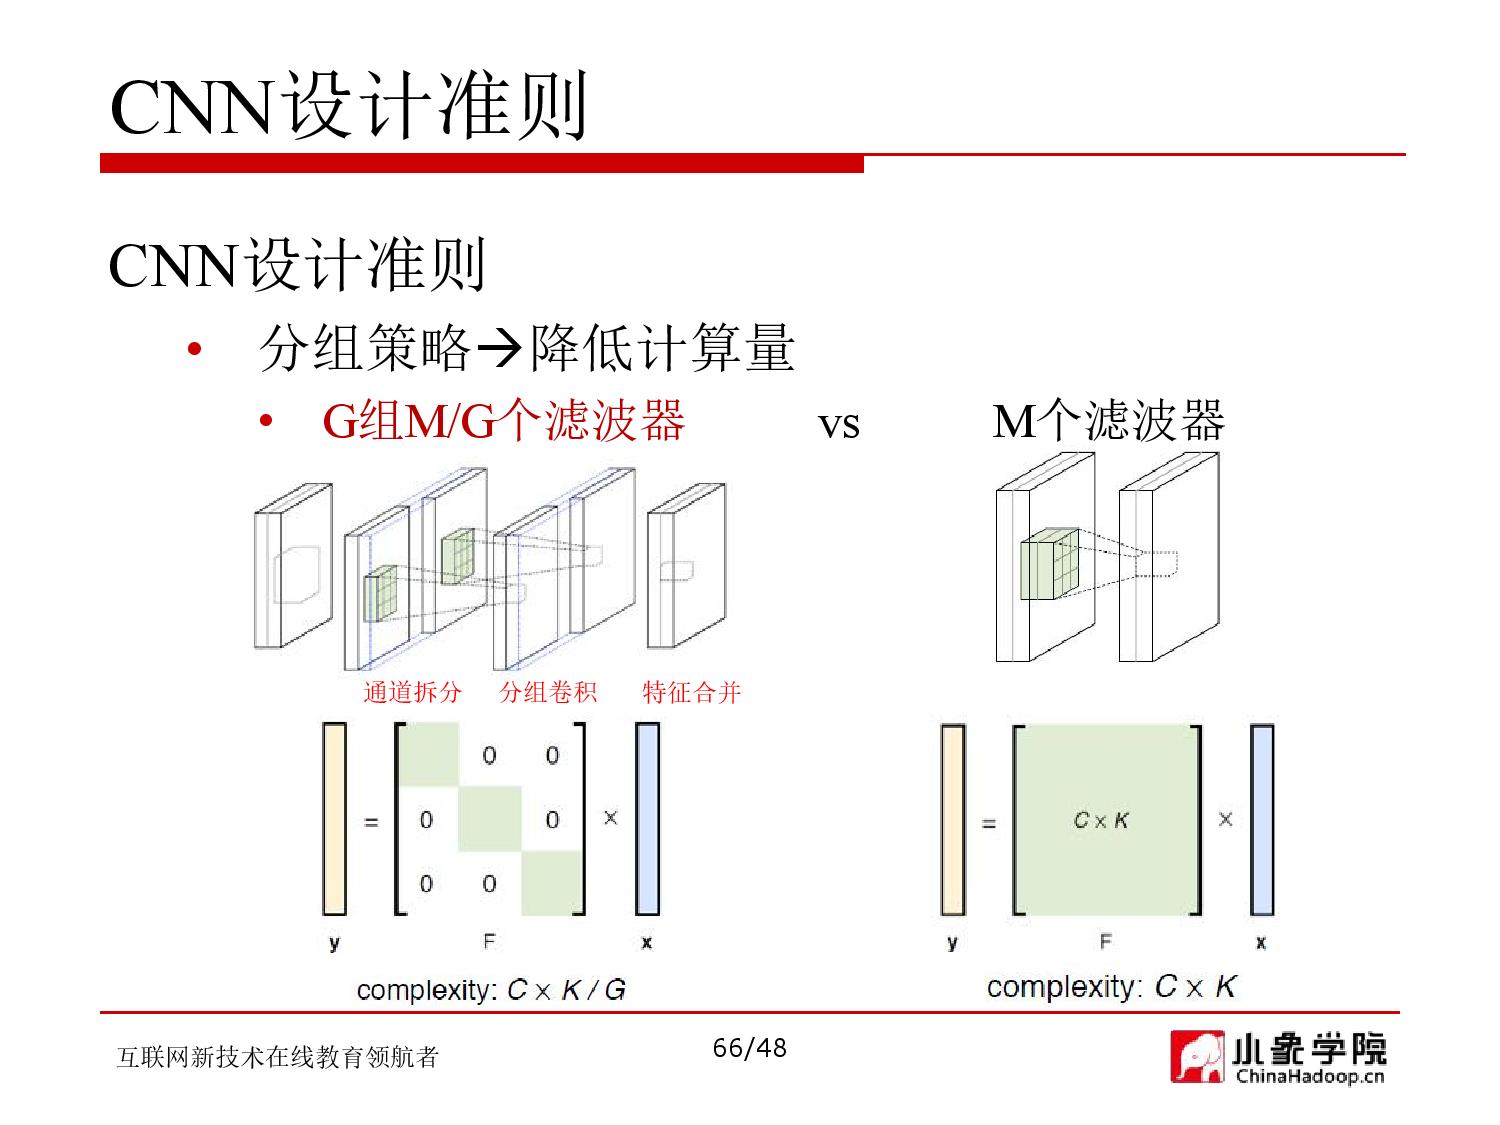 CNN设计准则
CNN设计准则
• 分组策略→降低计算量
• G组M/G个滤波器 vs M个滤波器
通道拆分 分组卷积 特征合并
0 0
= 0 0 ×
0 0
y F x
complexity: C × K / G
= C × K ×
y F x
complexity: C × K
互联网新技术在线教育领航者
66/48
小象学院
ChinaHadoop.cn